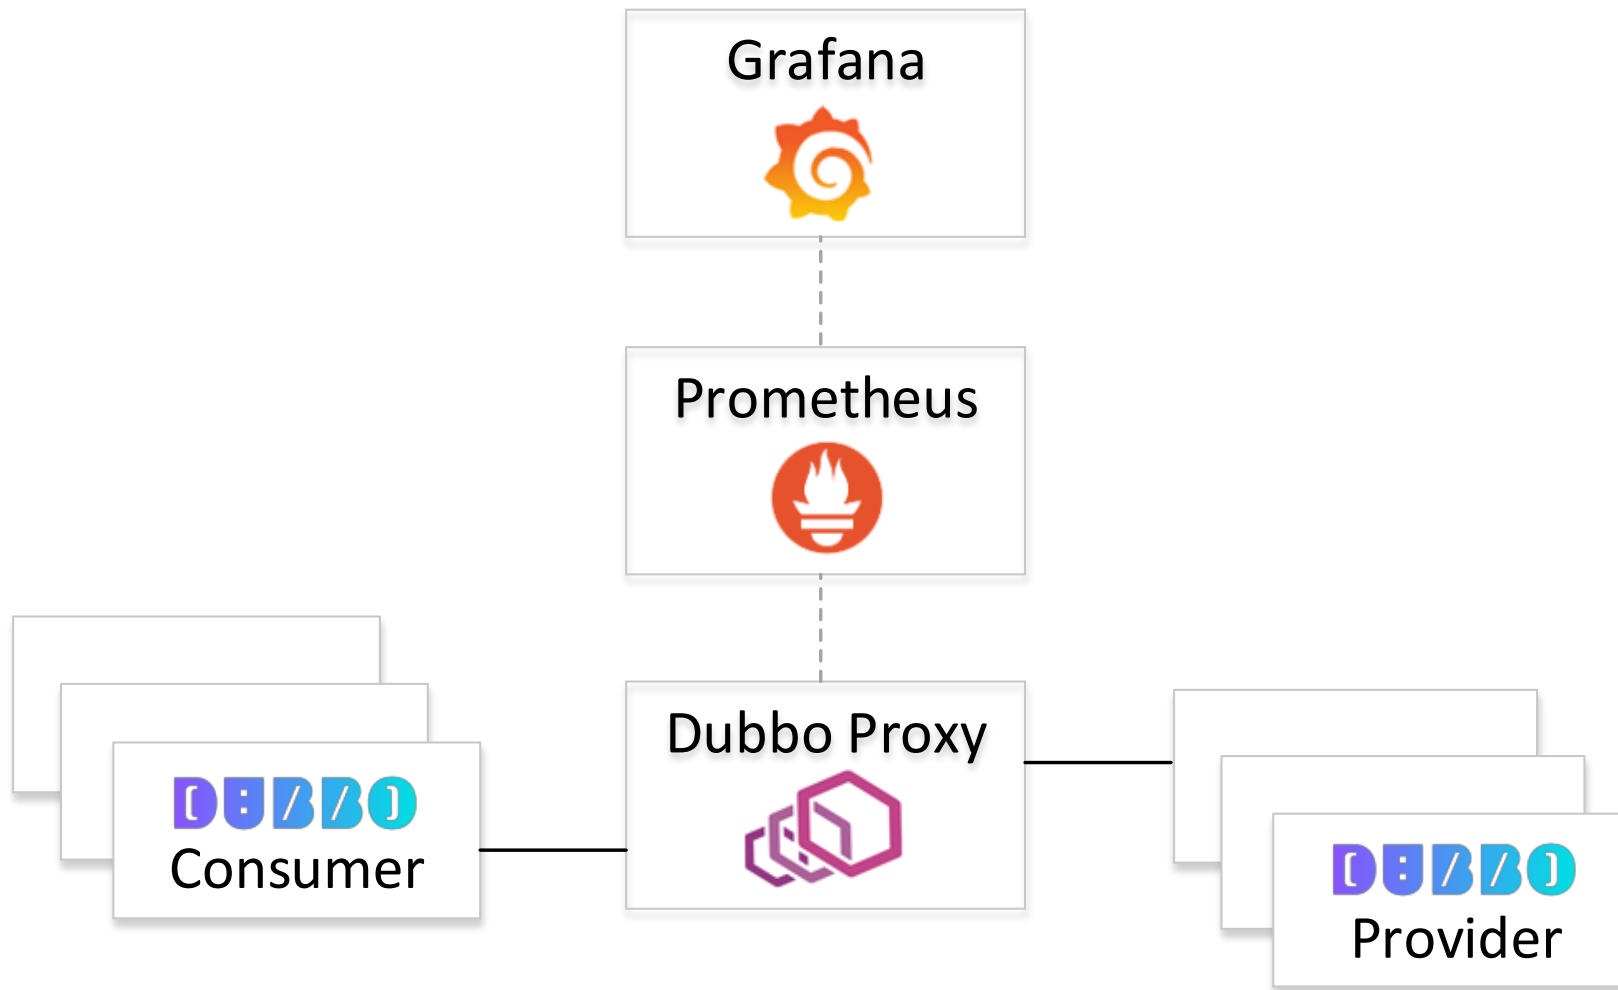 Grafana
Prometheus
Dubbo Proxy
DUBBO
Consumer
DUBBO
Provider